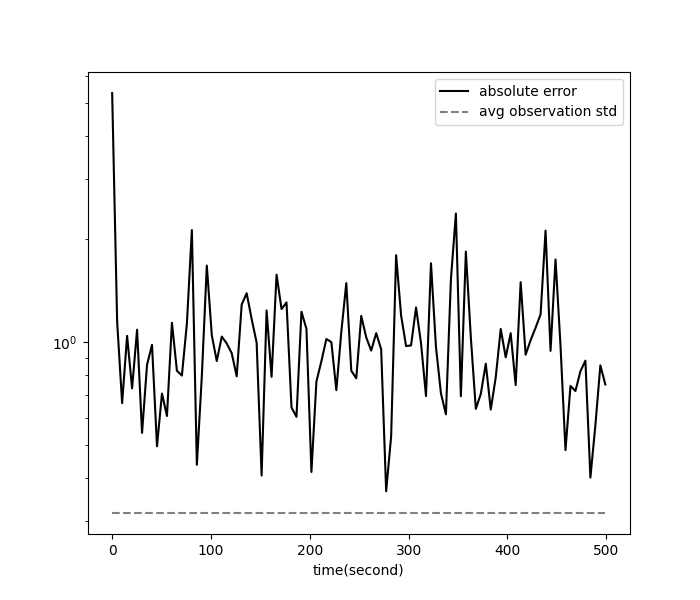 absolute error
avg observation std
10⁰
0 100 200 300 400 500
time(second)